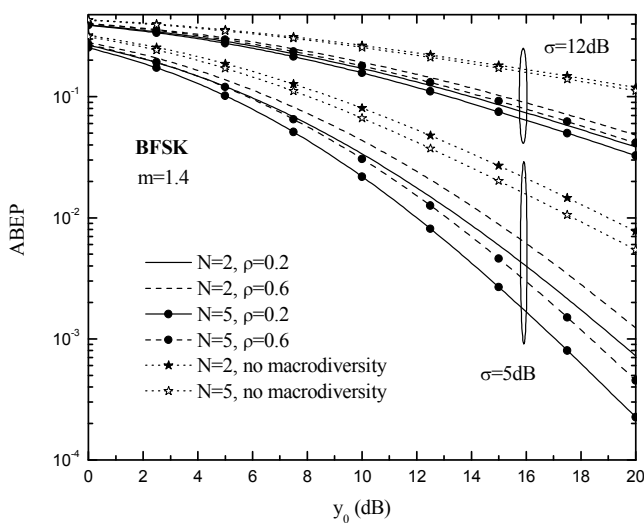 σ=12dB
10⁻¹
BFSK
m=1.4
10⁻²
ABEP
N=2, ρ=0.2
N=2, ρ=0.6
N=5, ρ=0.2
N=5, ρ=0.6
N=2, no macrodiversity
N=5, no macrodiversity
10⁻³
σ=5dB
10⁻⁴
0 2 4 6 8 10 12 14 16 18 20
y₀ (dB)